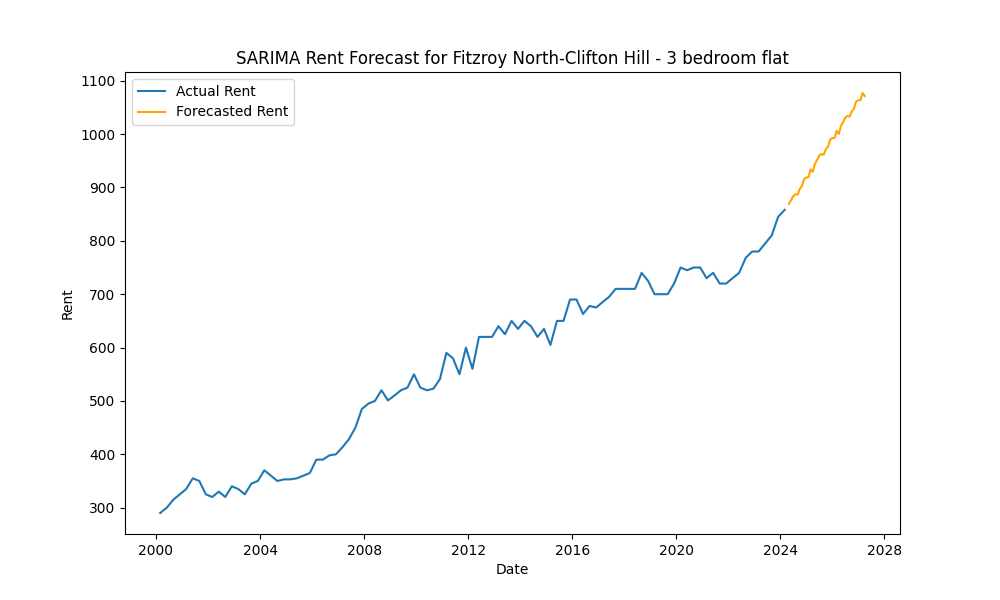 SARIMA Rent Forecast for Fitzroy North-Clifton Hill - 3 bedroom flat
Actual Rent
Forecasted Rent
1100
1000
900
800
700
600
500
400
300
Rent
2000 2004 2008 2012 2016 2020 2024 2028
Date